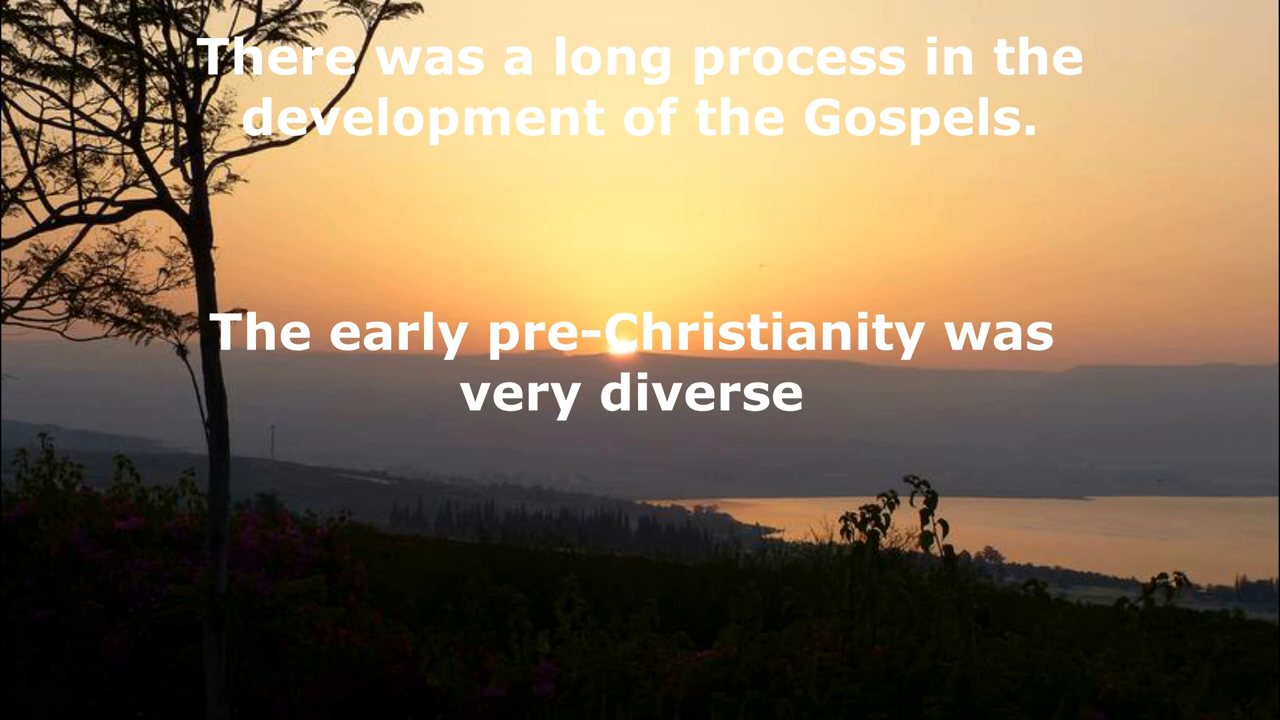 There was a long process in the
development of the Gospels.
The early pre-Christianity was
very diverse